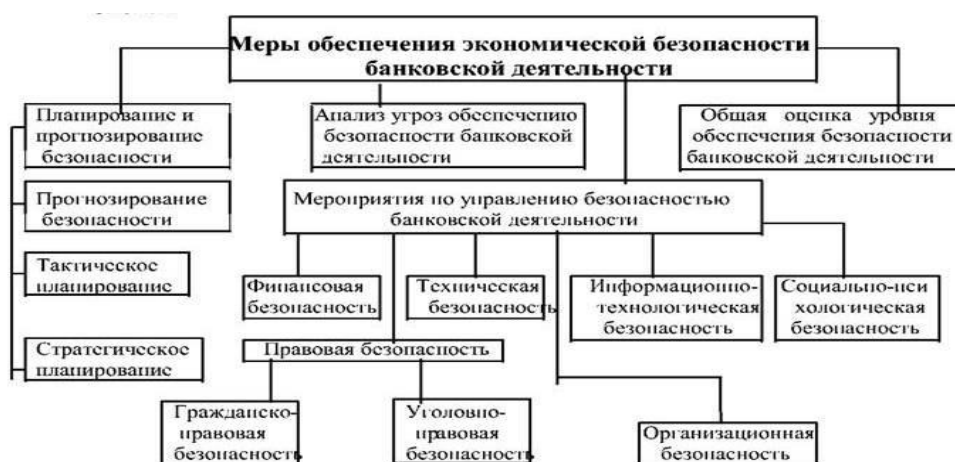 Меры обеспечения экономической безопасности
банковской деятельности
Планирование и
прогнозирование
безопасности
Анализ угроз обеспечению
безопасности банковской
деятельности
Общая оценка уровня
обеспечения безопасности
банковской деятельности
Прогнозирование
безопасности
Мероприятия по управлению безопасностью
банковской деятельности
Тактическое
планирование
Финансовая
безопасность
Техническая
безопасность
Информационно-
технологическая
безопасность
Социально-пси
хологическая
безопасность
Стратегическое
планирование
Правовая безопасность
Гражданско-
правовая
безопасность
Уголовно-
правовая
безопасность
Организационная
безопасность